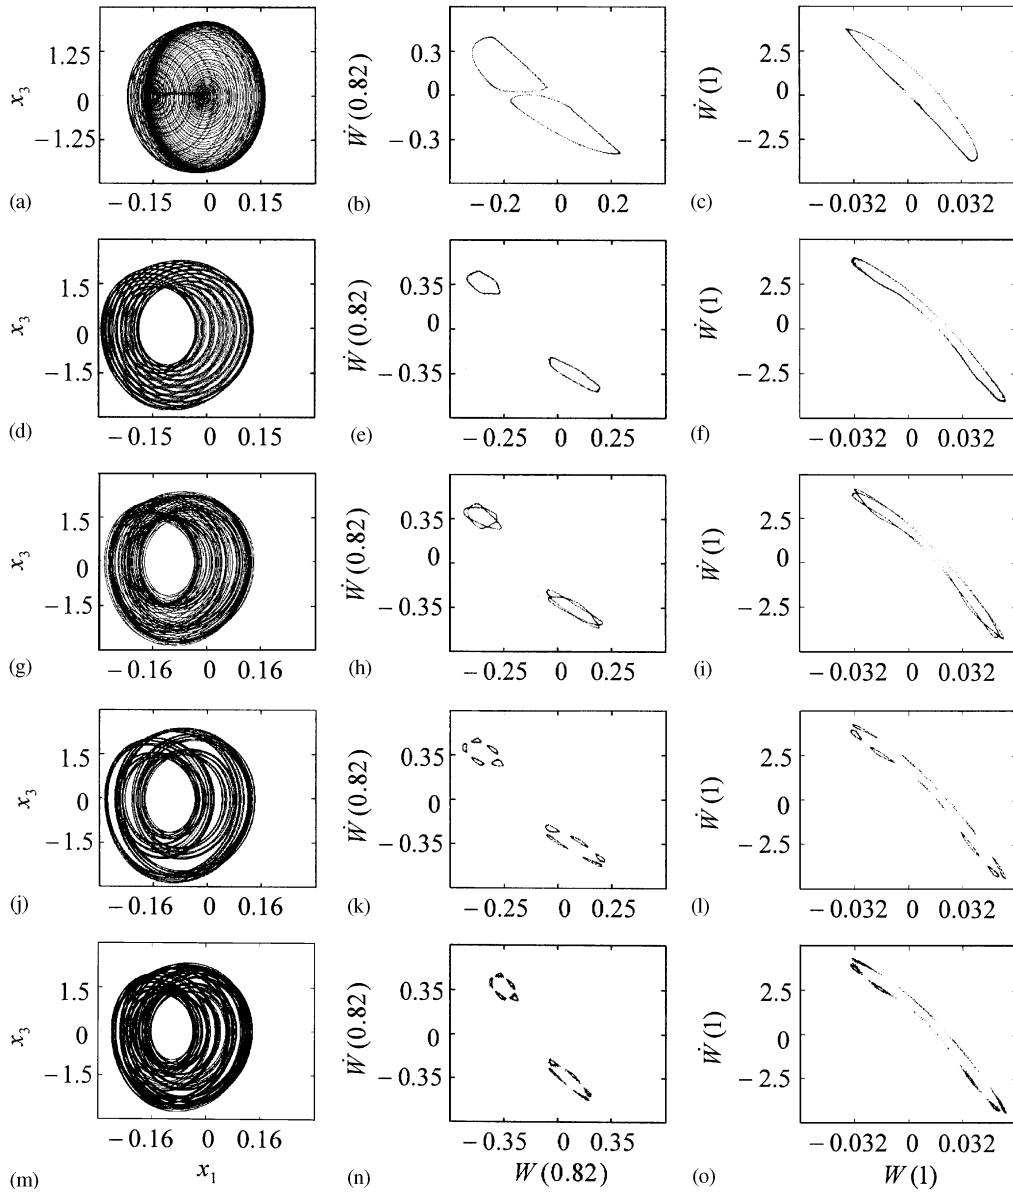 x₃
1.25
0
−1.25
(a)
−0.15 0 0.15
Ẇ(0.82)
0.3
0
−0.3
(b)
−0.2 0 0.2
Ẇ(1)
2.5
0
−2.5
(c)
−0.032 0 0.032
x₃
1.5
0
−1.5
(d)
−0.15 0 0.15
Ẇ(0.82)
0.35
0
−0.35
(e)
−0.25 0 0.25
Ẇ(1)
2.5
0
−2.5
(f)
−0.032 0 0.032
x₃
1.5
0
−1.5
(g)
−0.16 0 0.16
Ẇ(0.82)
0.35
0
−0.35
(h)
−0.25 0 0.25
Ẇ(1)
2.5
0
−2.5
(i)
−0.032 0 0.032
x₃
1.5
0
−1.5
(j)
−0.16 0 0.16
Ẇ(0.82)
0.35
0
−0.35
(k)
−0.25 0 0.25
Ẇ(1)
2.5
0
−2.5
(l)
−0.032 0 0.032
x₃
1.5
0
−1.5
−0.16 0 0.16
(m)
x₁
Ẇ(0.82)
0.35
0
−0.35
−0.35 0 0.35
(n)
W(0.82)
Ẇ(1)
2.5
0
−2.5
−0.032 0 0.032
(o)
W(1)